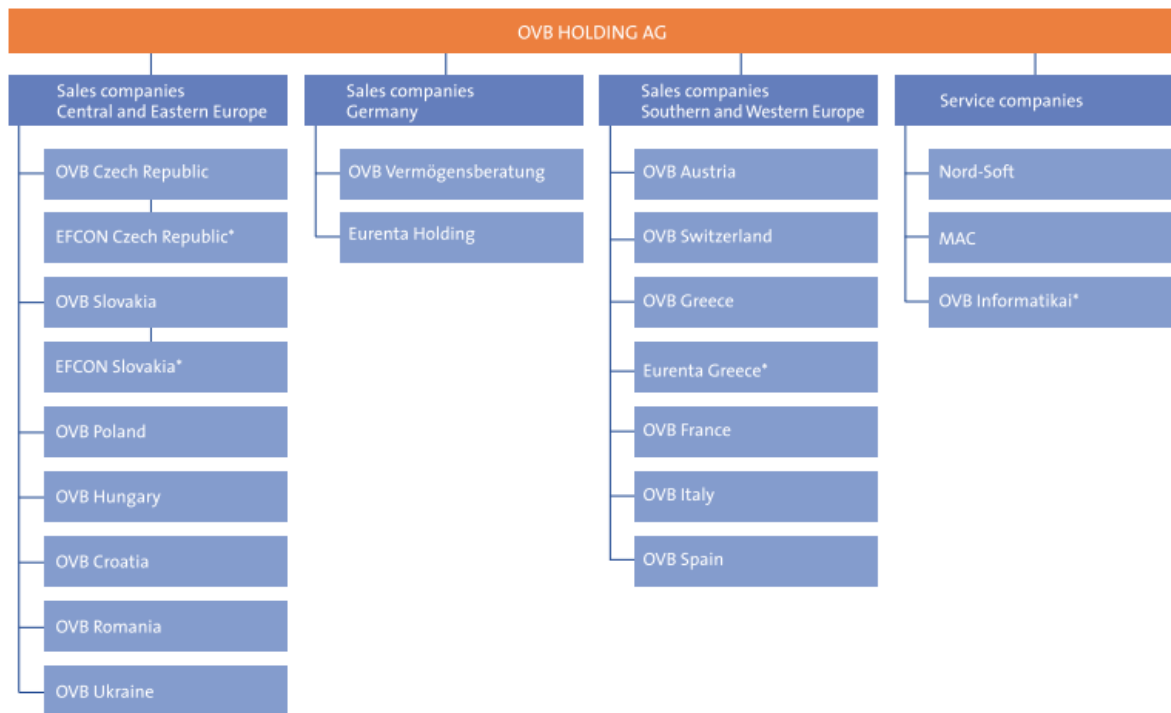 OVB HOLDING AG
Sales companies
Central and Eastern Europe
OVB Czech Republic
EFCON Czech Republic*
OVB Slovakia
EFCON Slovakia*
OVB Poland
OVB Hungary
OVB Croatia
OVB Romania
OVB Ukraine
Sales companies
Germany
OVB Vermögensberatung
Eurenta Holding
Sales companies
Southern and Western Europe
OVB Austria
OVB Switzerland
OVB Greece
Eurenta Greece*
OVB France
OVB Italy
OVB Spain
Service companies
Nord-Soft
MAC
OVB Informatikai*